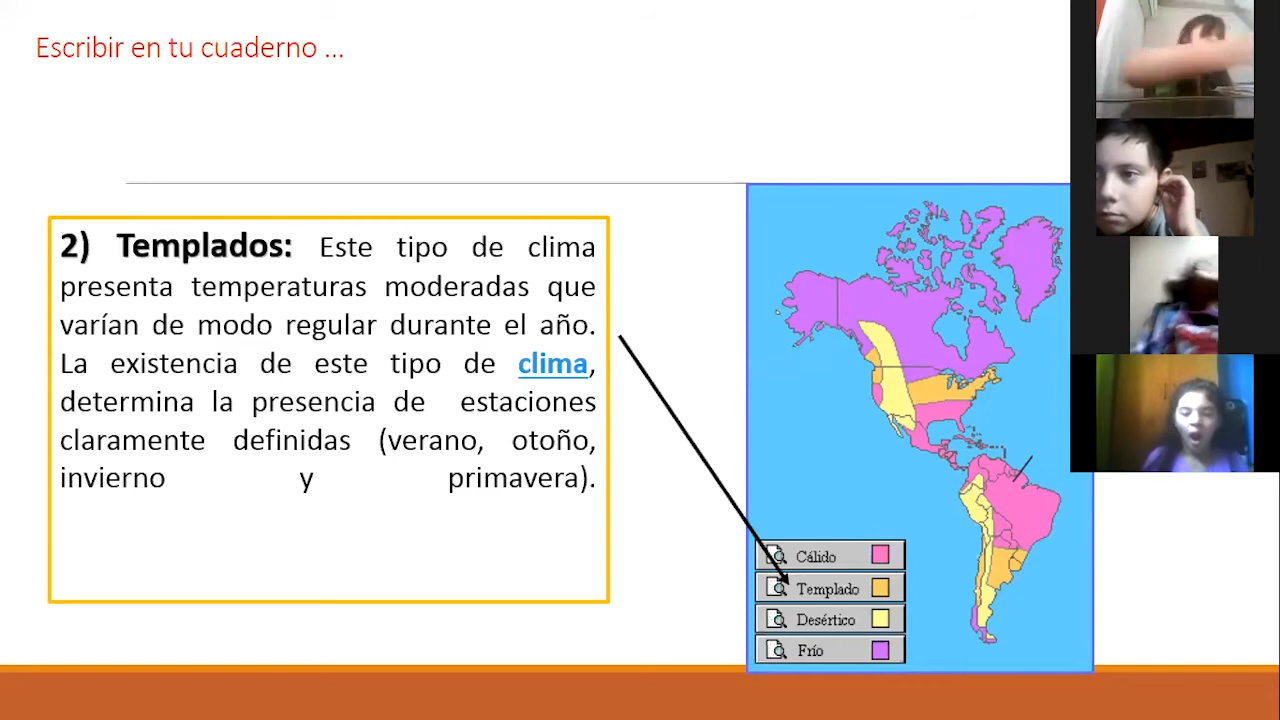 Escribir en tu cuaderno ...
2) Templados: Este tipo de clima
presenta temperaturas moderadas que
varían de modo regular durante el año.
La existencia de este tipo de clima,
determina la presencia de estaciones
claramente definidas (verano, otoño,
invierno y primavera).
Cálido
Templado
Desértico
Frío